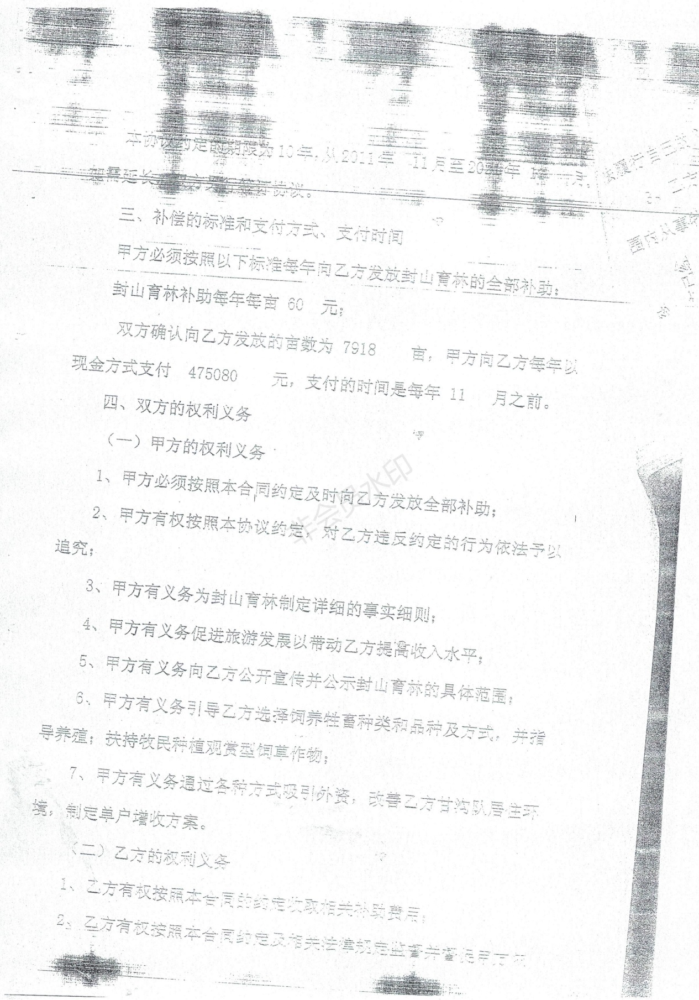 本协议约定的期限为10年，从2011年 11月至20 年 月。
如需延长 协议。
三、补偿的标准和支付方式、支付时间
甲方必须按照以下标准每年向乙方发放封山育林的全部补助：
封山育林补助每年每亩 60 元；
双方确认向乙方发放的亩数为 7918 亩，甲方向乙方每年以
现金方式支付 475080 元，支付的时间是每年 11 月之前。
四、双方的权利义务
（一）甲方的权利义务
1、甲方必须按照本合同约定及时向乙方发放全部补助；
2、甲方有权按照本协议约定，对乙方违反约定的行为依法予以
追究；
3、甲方有义务为封山育林制定详细的事实细则；
4、甲方有义务促进旅游发展以带动乙方提高收入水平；
5、甲方有义务向乙方公开宣传并公示封山育林的具体范围；
6、甲方有义务引导乙方选择饲养牲畜种类和品种及方式，并指
导养殖；扶持牧民种植观赏型饲草作物；
7、甲方有义务通过各种方式吸引外资，改善乙方甘沟队居住环
境，制定单户增收方案。
（二）乙方的权利义务
1、乙方有权按照本合同的约定收取相关补助费用；
2、乙方有权按照本合同约定及相关法律规定监督并督促甲方
非会员水印